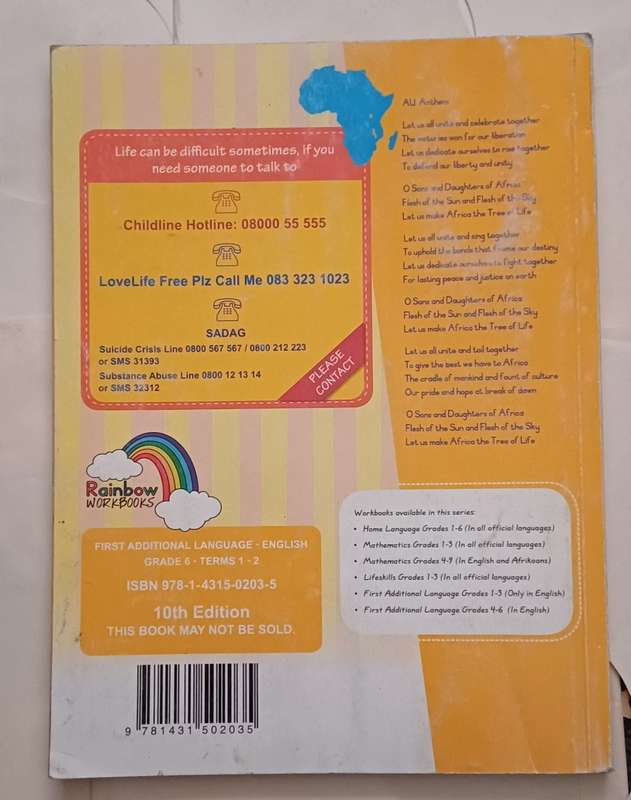 Life can be difficult sometimes, if you
need someone to talk to
Childline Hotline: 08000 55 555
LoveLife Free Plz Call Me 083 323 1023
SADAG
Suicide Crisis Line 0800 567 567 / 0800 212 223
or SMS 31393
Substance Abuse Line 0800 12 13 14
or SMS 32312
PLEASE
CONTACT
AU Anthem
Let us all unite and celebrate together
The victories won for our liberation
Let us dedicate ourselves to rise together
To defend our liberty and unity
O Sons and Daughters of Africa
Flesh of the Sun and Flesh of the Sky
Let us make Africa the Tree of Life
Let us all unite and sing together
To uphold the bonds that frame our destiny
Let us dedicate ourselves to fight together
For lasting peace and justice on earth
O Sons and Daughters of Africa
Flesh of the Sun and Flesh of the Sky
Let us make Africa the Tree of Life
Let us all unite and toil together
To give the best we have to Africa
The cradle of mankind and fount of culture
Our pride and hope at break of dawn
O Sons and Daughters of Africa
Flesh of the Sun and Flesh of the Sky
Let us make Africa the Tree of Life
Rainbow
WORKBOOKS
FIRST ADDITIONAL LANGUAGE - ENGLISH
GRADE 6 - TERMS 1 - 2
ISBN 978-1-4315-0203-5
10th Edition
THIS BOOK MAY NOT BE SOLD.
Workbooks available in this series:
• Home Language Grades 1-6 (In all official languages)
• Mathematics Grades 1-3 (In all official languages)
• Mathematics Grades 4-9 (In English and Afrikaans)
• Lifeskills Grades 1-3 (In all official languages)
• First Additional Language Grades 1-3 (Only in English)
• First Additional Language Grades 4-6 (In English)
9 781431 502035